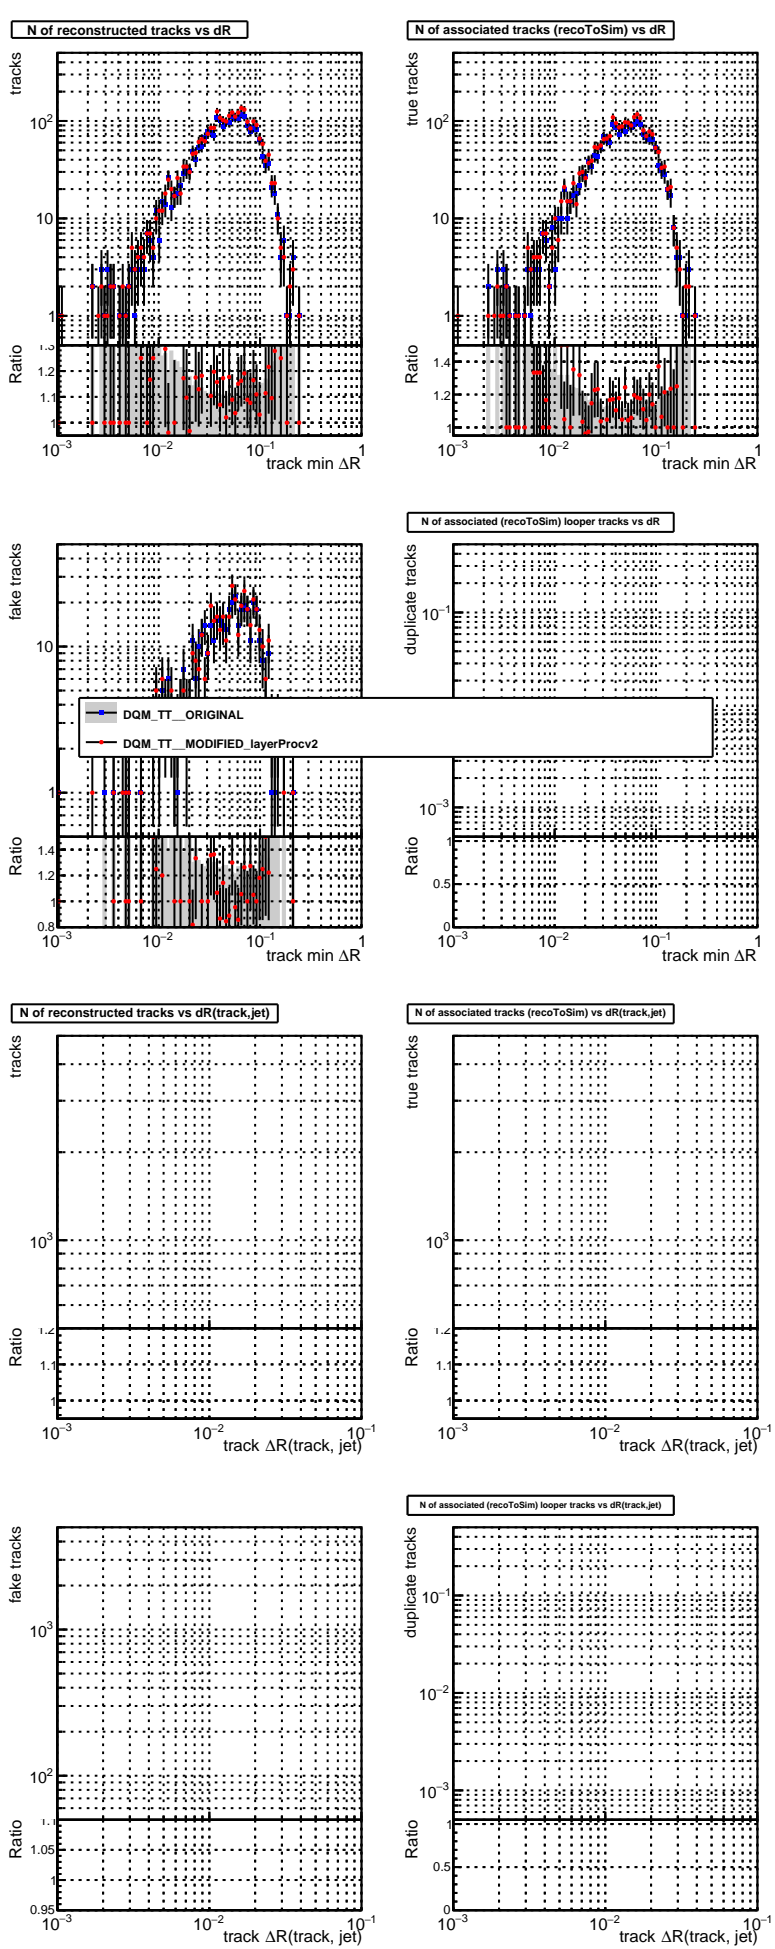 N of reconstructed tracks vs dR
tracks
10²
10
1
Ratio
1.3
1.2
1.1
1
10⁻³ 10⁻² 10⁻¹ 1
track min ΔR
N of associated tracks (recoToSim) vs dR
true tracks
10²
10
1
Ratio
1.4
1.2
1
10⁻³ 10⁻² 10⁻¹ 1
track min ΔR
fake tracks
10
1
Ratio
1.4
1.2
1
0.8
10⁻³ 10⁻² 10⁻¹ 1
track min ΔR
N of associated (recoToSim) looper tracks vs dR
duplicate tracks
10⁻¹
10⁻³
Ratio
1
0.5
0
10⁻³ 10⁻² 10⁻¹ 1
track min ΔR
DQM_TT__ORIGINAL
DQM_TT__MODIFIED_layerProcv2
N of reconstructed tracks vs dR(track,jet)
tracks
10³
Ratio
1.2
1.1
1
10⁻³ 10⁻² 10⁻¹
track ΔR(track, jet)
N of associated tracks (recoToSim) vs dR(track,jet)
true tracks
10³
Ratio
1.2
1.1
1
10⁻³ 10⁻² 10⁻¹
track ΔR(track, jet)
fake tracks
10³
10²
Ratio
1.1
1.05
1
0.95
10⁻³ 10⁻² 10⁻¹
track ΔR(track, jet)
N of associated (recoToSim) looper tracks vs dR(track,jet)
duplicate tracks
10⁻¹
10⁻²
10⁻³
Ratio
1
0.5
0
10⁻³ 10⁻² 10⁻¹
track ΔR(track, jet)